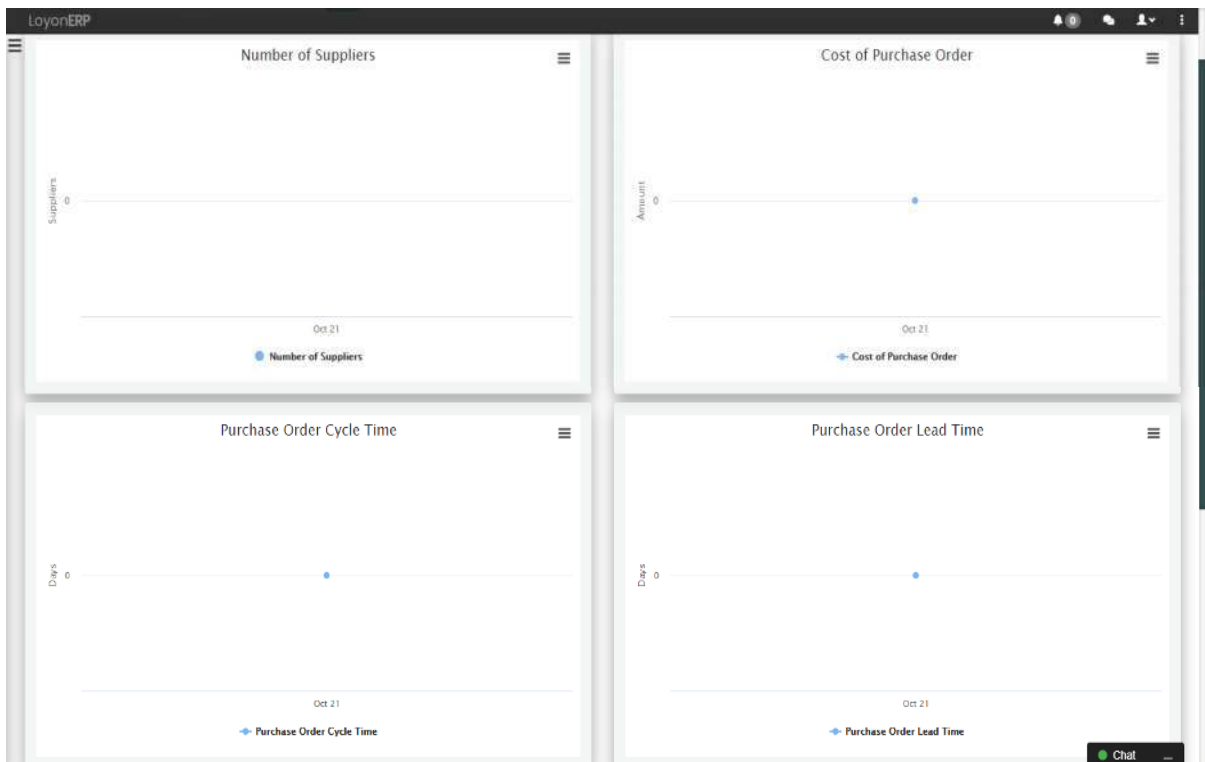 LoyonERP
0
Number of Suppliers
Suppliers
0
Oct 21
Number of Suppliers
Cost of Purchase Order
Amount
0
Oct 21
Cost of Purchase Order
Purchase Order Cycle Time
Days
0
Oct 21
Purchase Order Cycle Time
Purchase Order Lead Time
Days
0
Oct 21
Purchase Order Lead Time
Chat